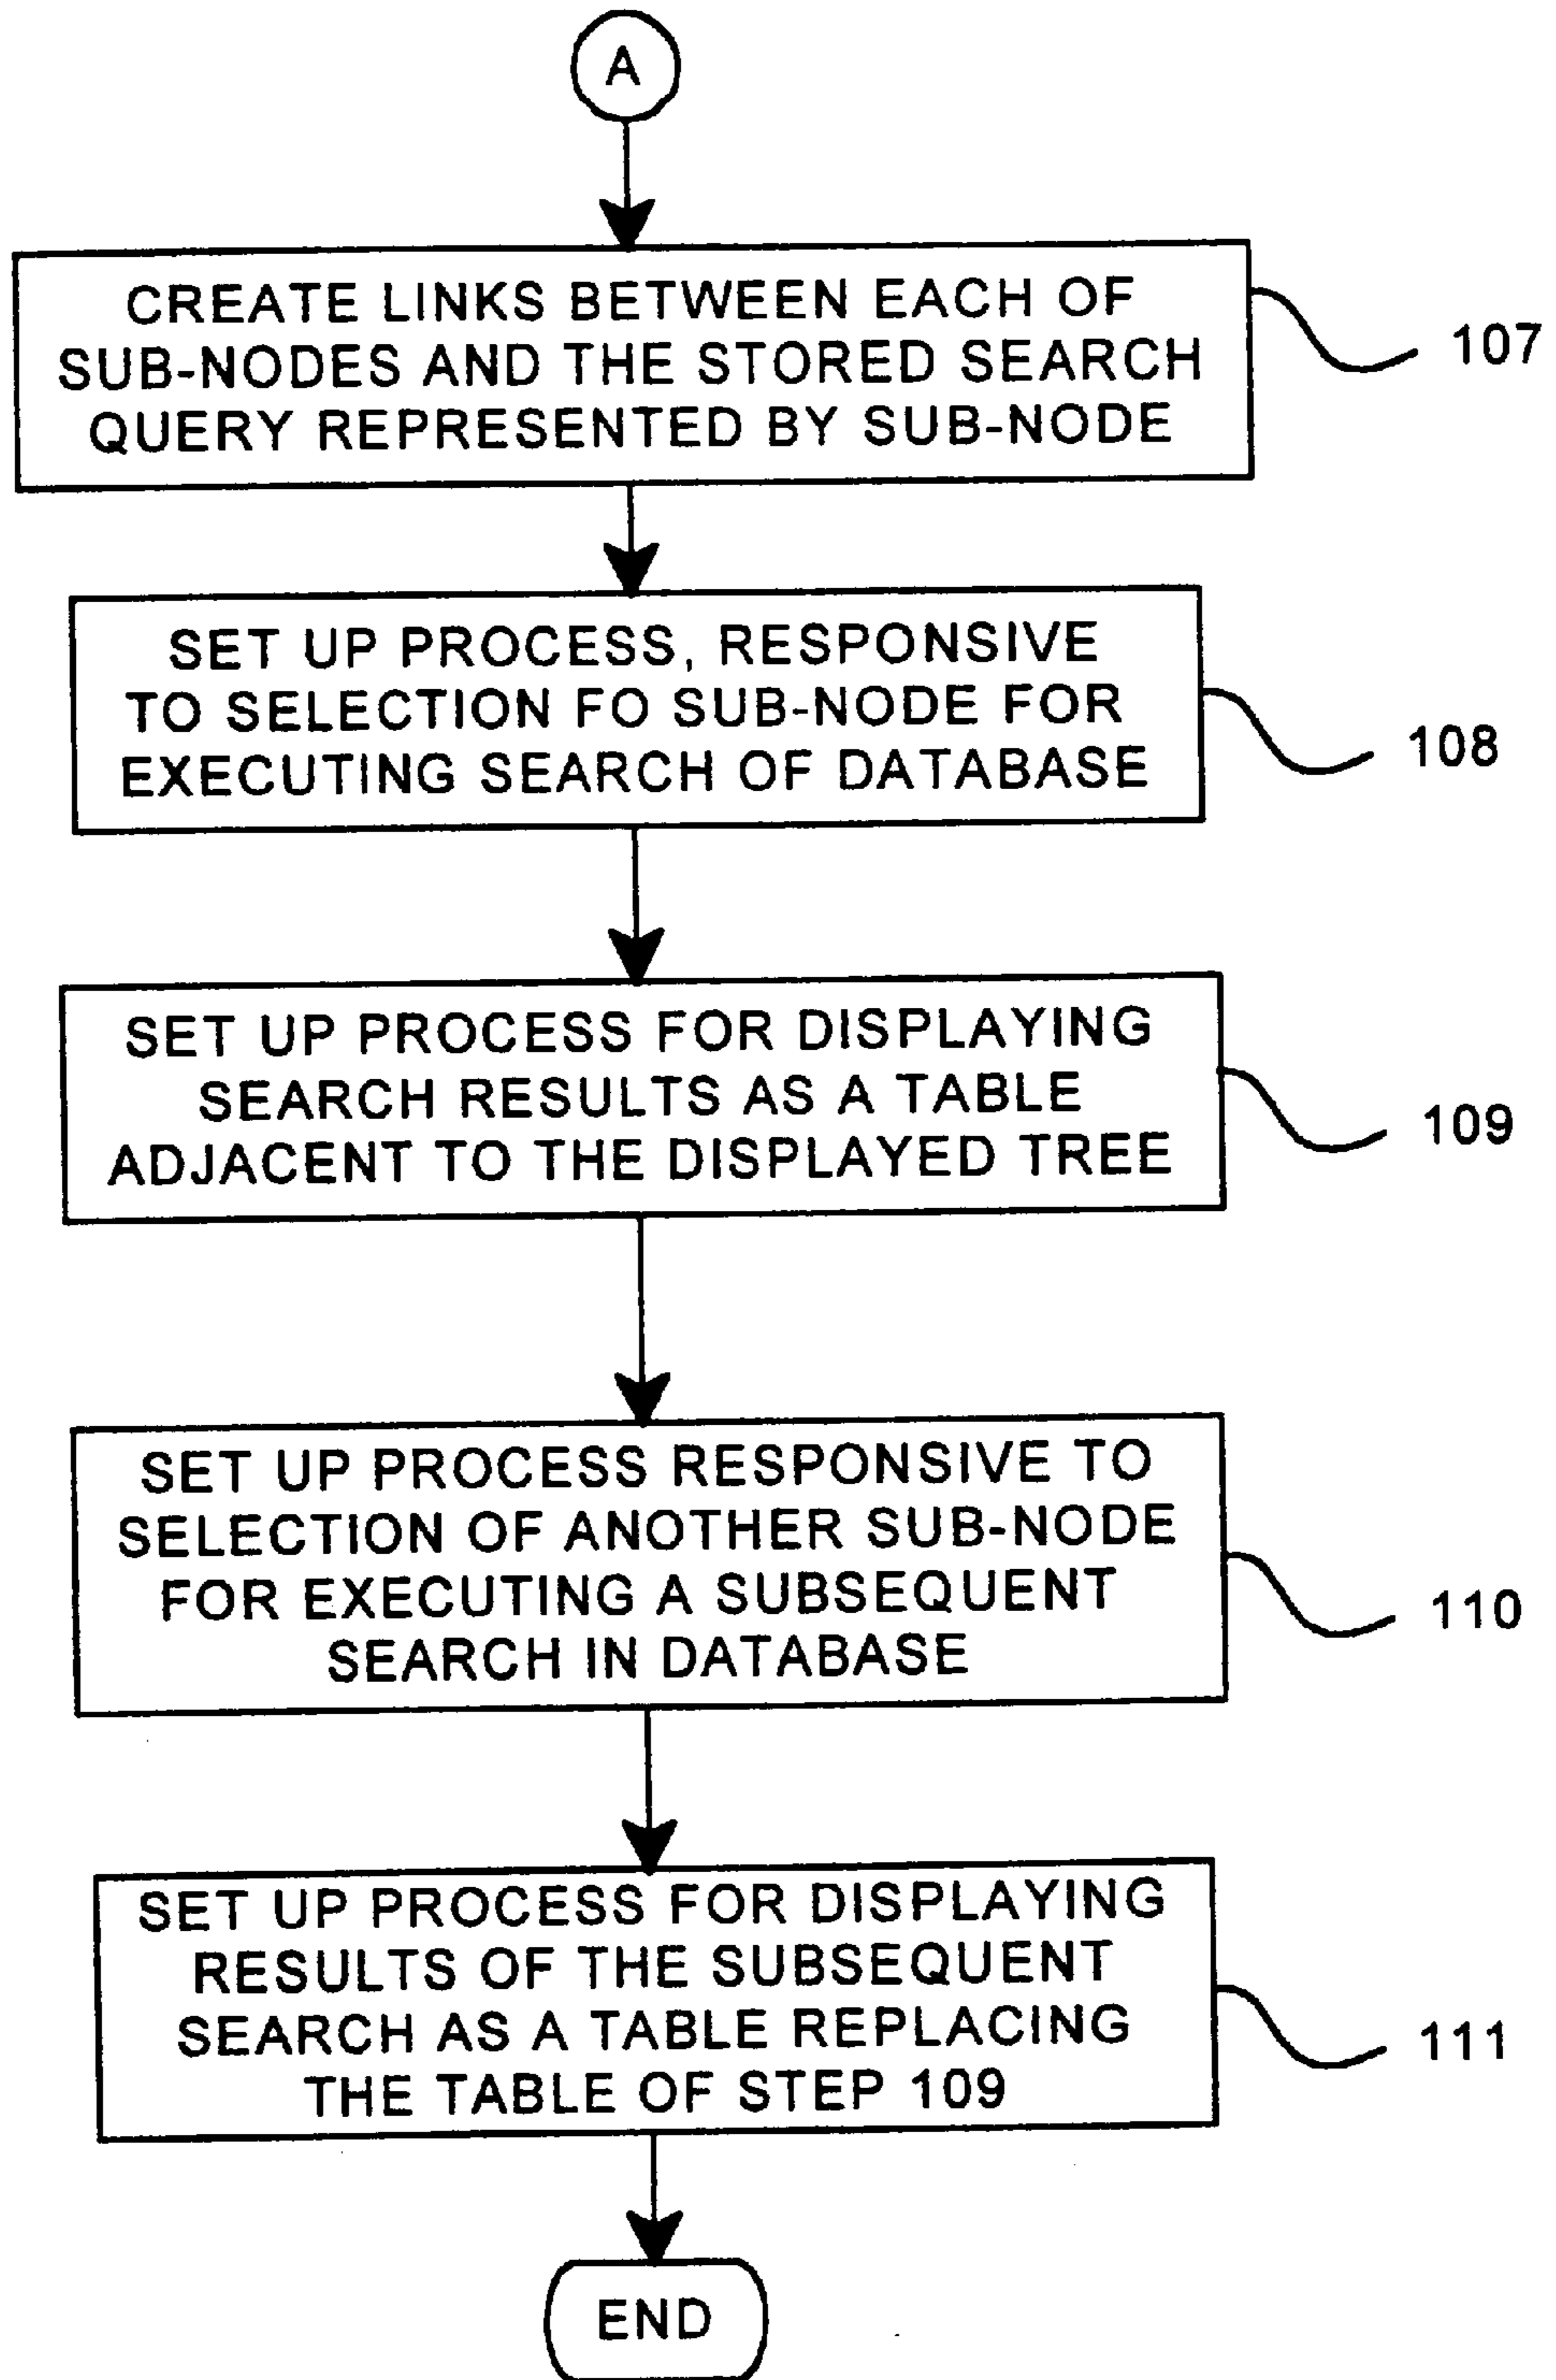 A
CREATE LINKS BETWEEN EACH OF
SUB-NODES AND THE STORED SEARCH
QUERY REPRESENTED BY SUB-NODE
107
SET UP PROCESS, RESPONSIVE
TO SELECTION FO SUB-NODE FOR
EXECUTING SEARCH OF DATABASE
108
SET UP PROCESS FOR DISPLAYING
SEARCH RESULTS AS A TABLE
ADJACENT TO THE DISPLAYED TREE
109
SET UP PROCESS RESPONSIVE TO
SELECTION OF ANOTHER SUB-NODE
FOR EXECUTING A SUBSEQUENT
SEARCH IN DATABASE
110
SET UP PROCESS FOR DISPLAYING
RESULTS OF THE SUBSEQUENT
SEARCH AS A TABLE REPLACING
THE TABLE OF STEP 109
111
END